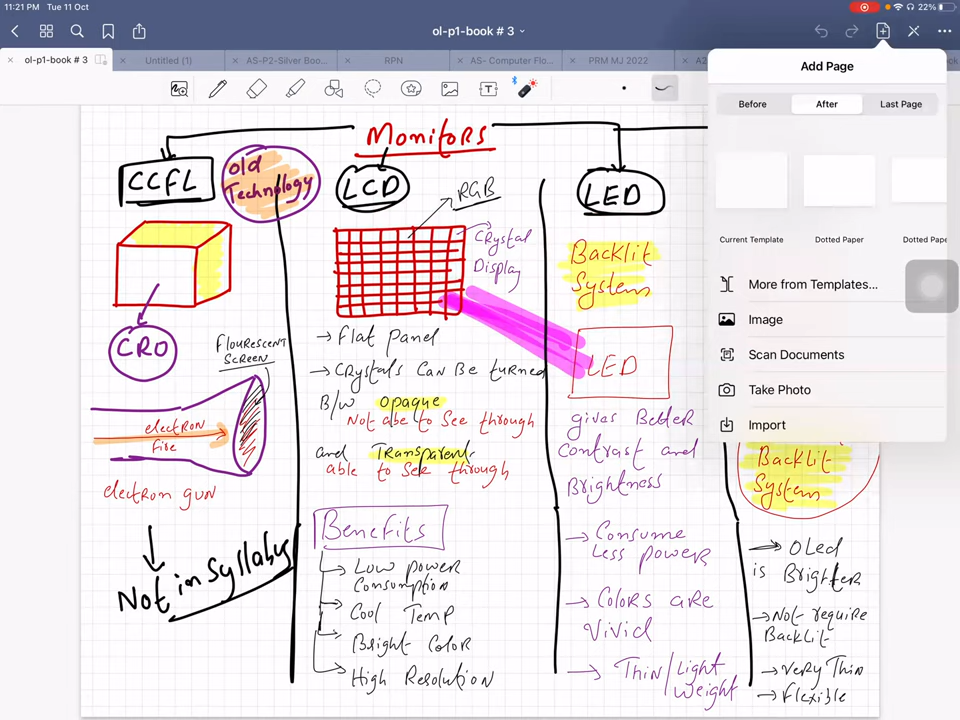 11:21 PM Tue 11 Oct
22%
ol-p1-book # 3
ol-p1-book # 3
Untitled (1)
AS-P2-Silver Boo...
RPN
AS- Computer Flo...
PRM MJ 2022
Add Page
Before
After
Last Page
Current Template
Dotted Paper
Dotted Pape
More from Templates...
Image
Scan Documents
Take Photo
Import
Monitors
CCFL
old
Technology
CRO
Flourescent
Screen
electron
fire
electron gun
Not in Syllabus
LCD
RGB
Crystal
Display
→ Flat panel
→ Crystals can be turned
B/W opaque
Not abe to See through
and Transparent
able to See through
Benefits
→ Low power
Consumption
→ Cool Temp
→ Bright Color
→ High Resolution
LED
Backlit
System
LED
gives Better
Contrast and
Brightness
→ Consume
Less power
→ Colors are
Vivid
→ Thin/Light
weight
Backlit
System
→ OLed
is Brighter
→ Not require
Backlit
→ Very Thin
→ Flexible